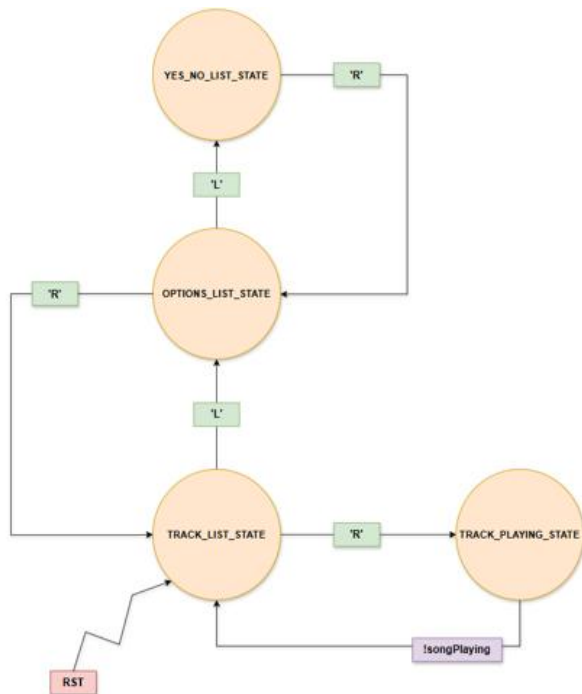 YES_NO_LIST_STATE
'R'
'L'
'R'
OPTIONS_LIST_STATE
'L'
TRACK_LIST_STATE
'R'
TRACK_PLAYING_STATE
!songPlaying
RST